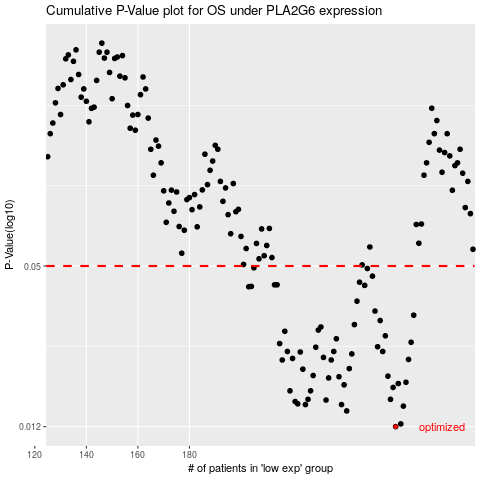 Cumulative P-Value plot for OS under PLA2G6 expression
P-Value(log10)
0.05
0.012
optimized
120 140 160 180
# of patients in 'low exp' group